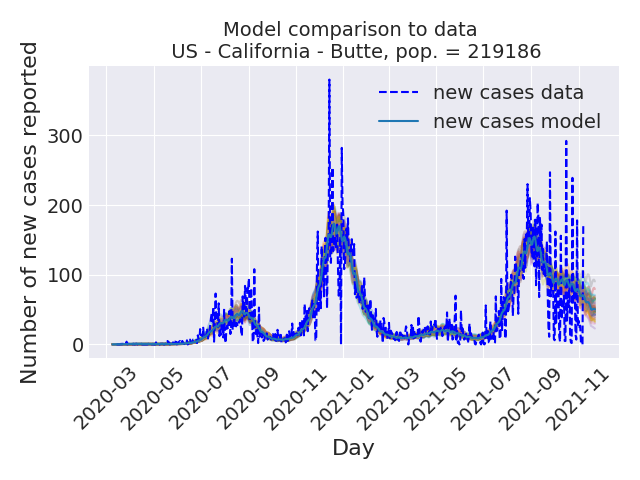 Model comparison to data
US - California - Butte, pop. = 219186
Number of new cases reported
new cases data
new cases model
300
200
100
0
2020-03
2020-05
2020-07
2020-09
2020-11
2021-01
2021-03
2021-05
2021-07
2021-09
2021-11
Day